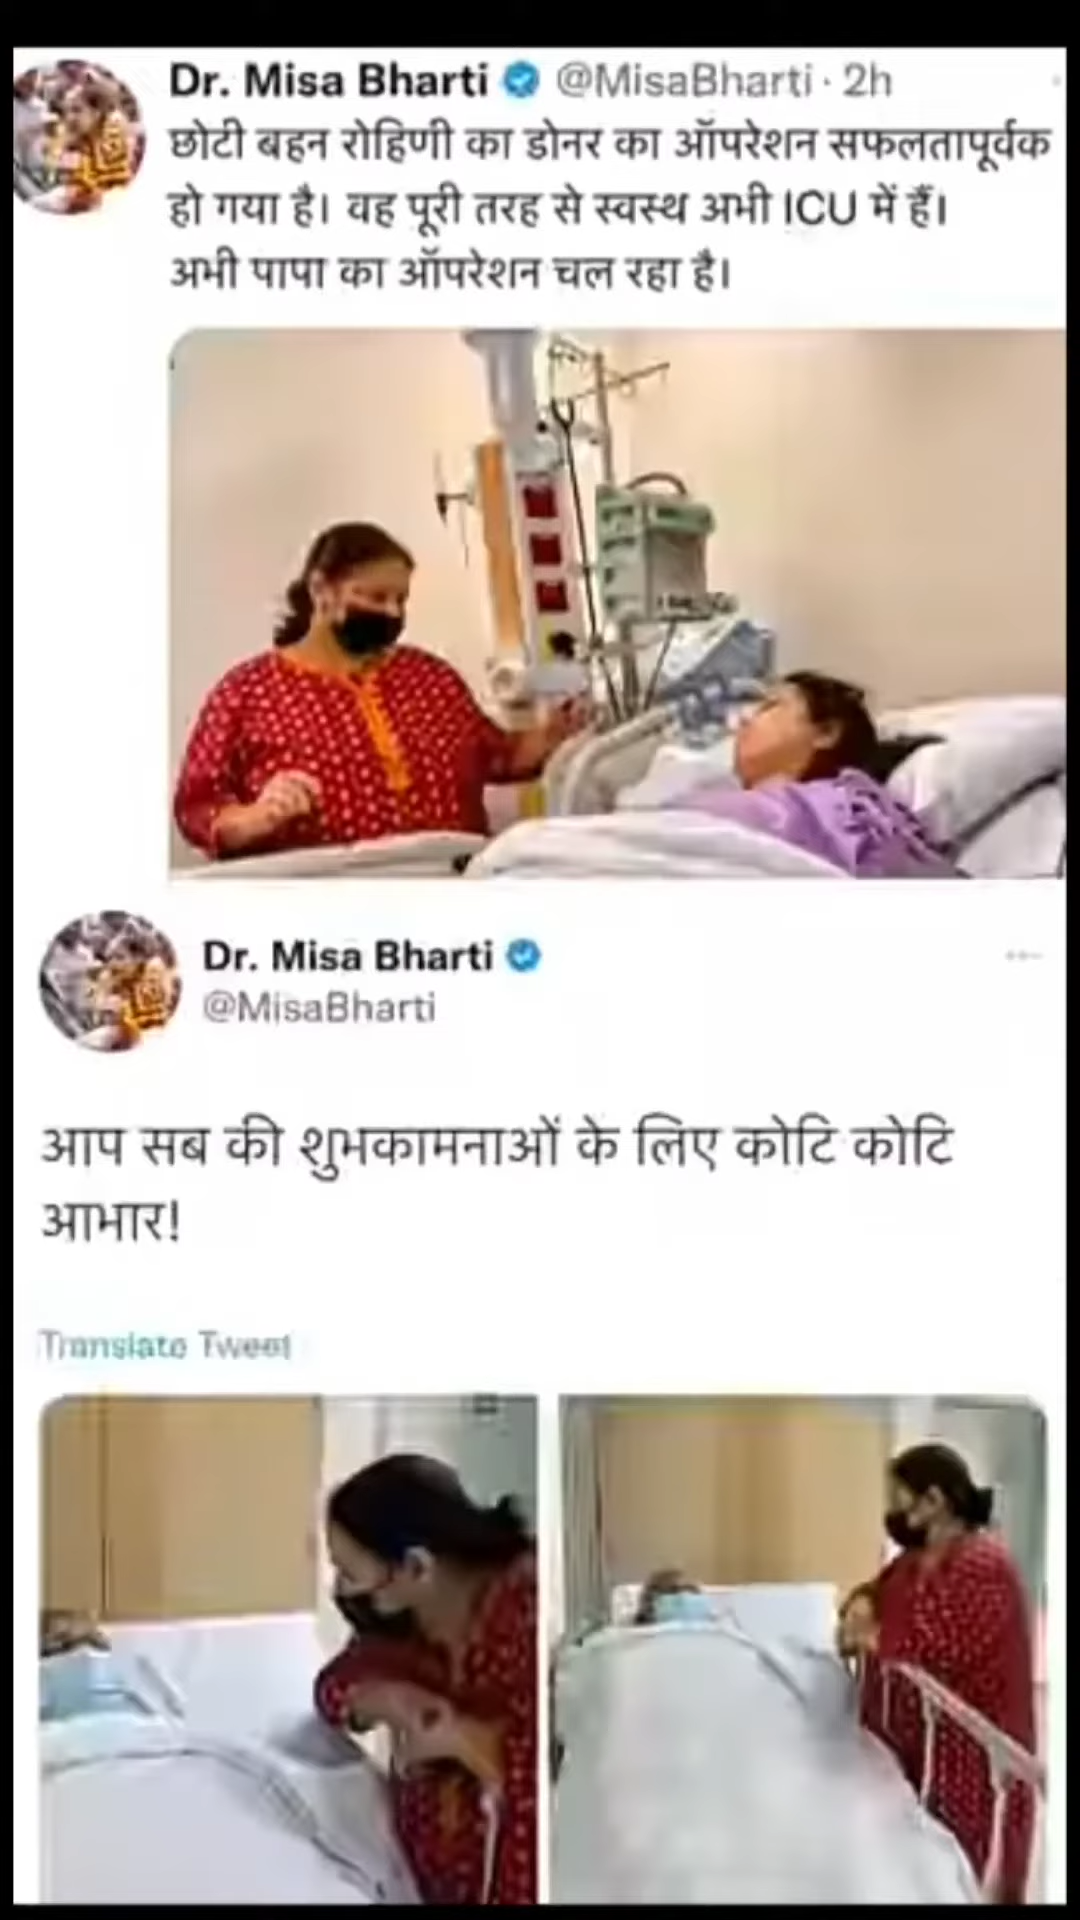 Dr. Misa Bharti @MisaBharti · 2h
छोटी बहन रोहिणी का डोनर का ऑपरेशन सफलतापूर्वक
हो गया है। वह पूरी तरह से स्वस्थ अभी ICU में हैं।
अभी पापा का ऑपरेशन चल रहा है।
Dr. Misa Bharti
@MisaBharti
आप सब की शुभकामनाओं के लिए कोटि कोटि
आभार!
Translate Tweet